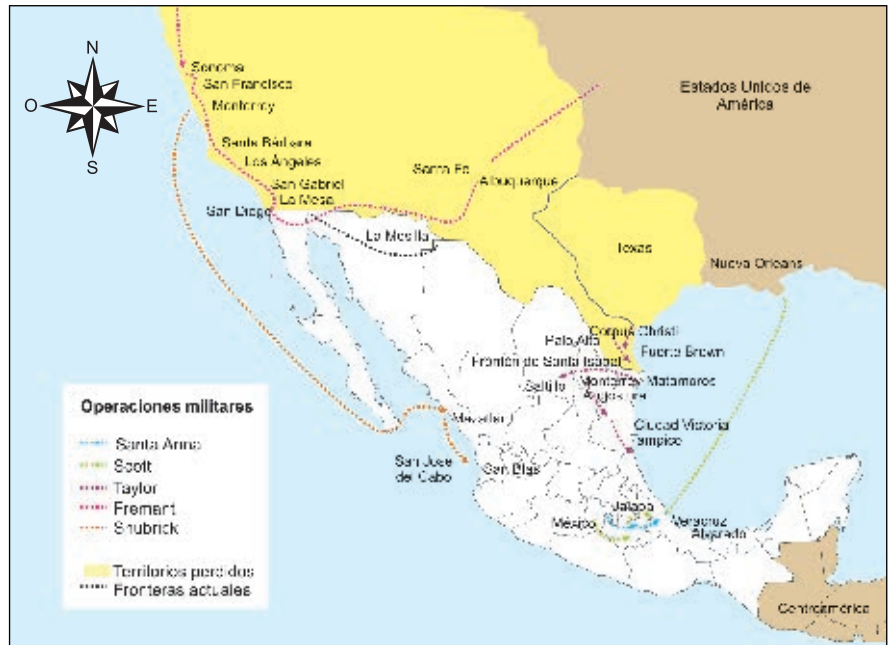 N
O
E
S
Sonoma
San Francisco
Monterrey
Santa Bárbara
Los Ángeles
San Gabriel
La Mesa
San Diego
Santa Fe
Albuquerque
Estados Unidos de
América
La Mesilla
Texas
Nueva Orleans
Corpus Christi
Palo Alto
Fuerte Brown
Frontón de Santa Isabel
Saltillo
Monterrey
Matamoros
Angostura
Ciudad Victoria
Tampico
Mazatlán
San José
del Cabo
San Blas
México
Jalapa
Veracruz
Alvarado
Centroamérica
Operaciones militares
Santa Anna
Scott
Taylor
Fremant
Shubrick
Territorios perdidos
Fronteras actuales